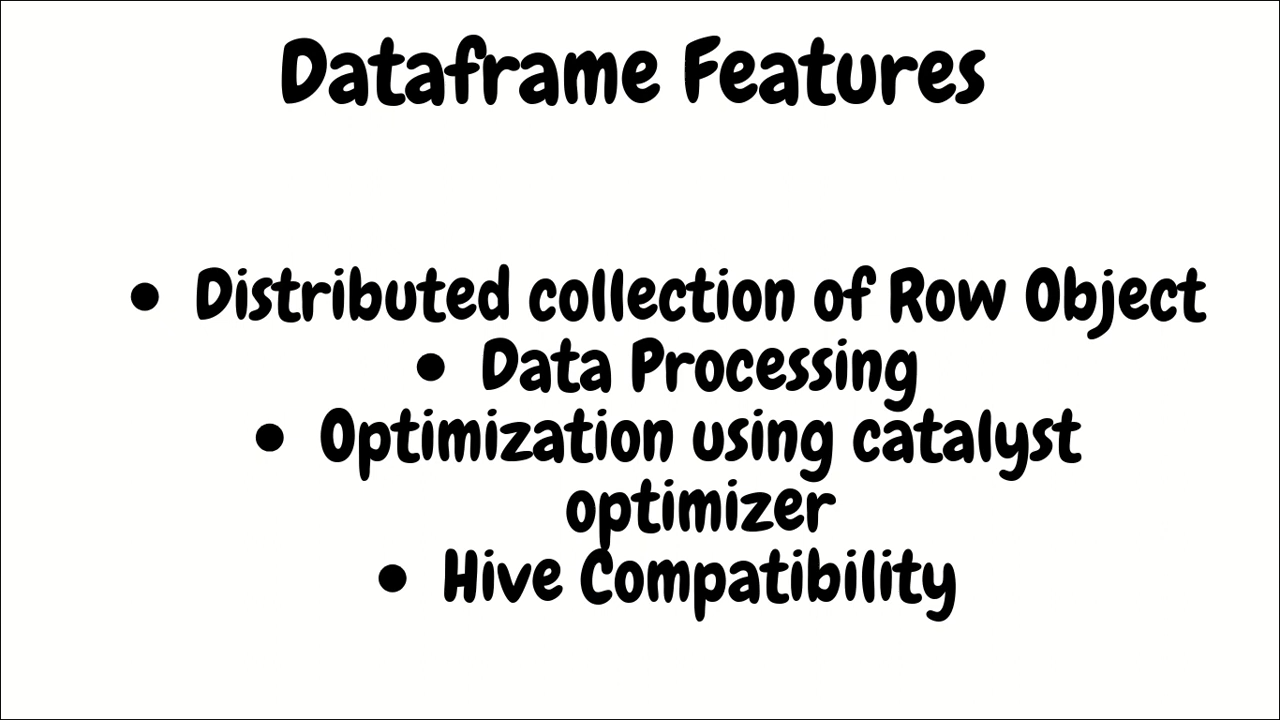 Dataframe Features
• Distributed collection of Row Object
• Data Processing
• Optimization using catalyst
optimizer
• Hive Compatibility